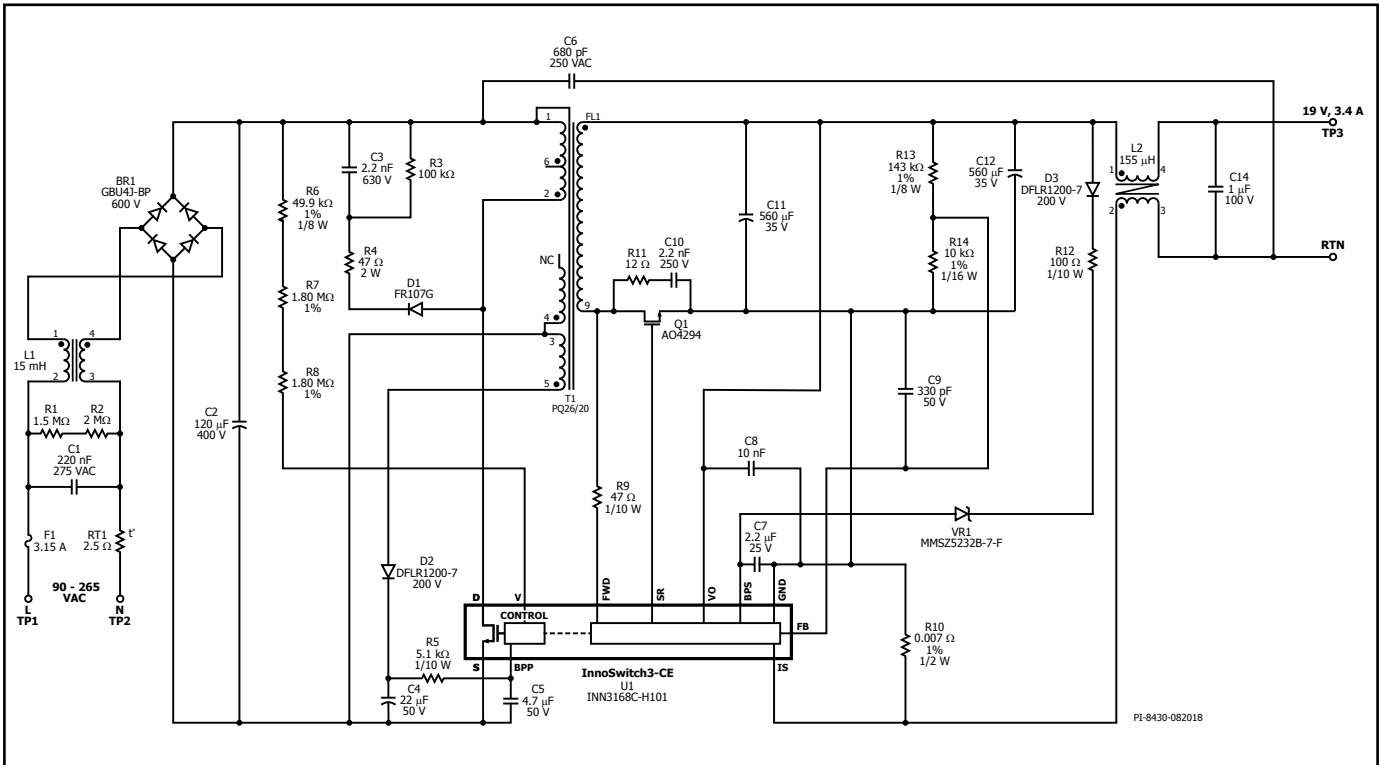 C6
680 pF
250 VAC
1
FL1
19 V, 3.4 A
TP3
BR1
GBU4J-BP
600 V
C3
2.2 nF
630 V
R3
100 kΩ
6
2
R6
49.9 kΩ
1%
1/8 W
R13
143 kΩ
1%
1/8 W
C12
560 µF
35 V
D3
DFLR1200-7
200 V
L2
155 µH
1
4
2
3
C14
1 µF
100 V
C11
560 µF
35 V
RTN
R4
47 Ω
2 W
NC
R11
12 Ω
C10
2.2 nF
250 V
R14
10 kΩ
1%
1/16 W
R12
100 Ω
1/10 W
R7
1.80 MΩ
1%
D1
FR107G
9
4
3
Q1
AO4294
L1
15 mH
1
4
2
3
R8
1.80 MΩ
1%
5
T1
PQ26/20
C9
330 pF
50 V
R1
1.5 MΩ
R2
2 MΩ
C2
120 µF
400 V
C1
220 nF
275 VAC
C8
10 nF
R9
47 Ω
1/10 W
F1
3.15 A
RT1
2.5 Ω
t°
C7
2.2 µF
25 V
VR1
MMSZ5232B-7-F
D2
DFLR1200-7
200 V
90 - 265
VAC
L
TP1
N
TP2
D
V
FWD
SR
VO
BPS
GND
CONTROL
FB
R10
0.007 Ω
1%
1/2 W
R5
5.1 kΩ
1/10 W
S
BPP
IS
InnoSwitch3-CE
U1
INN3168C-H101
C4
22 µF
50 V
C5
4.7 µF
50 V
PI-8430-082018